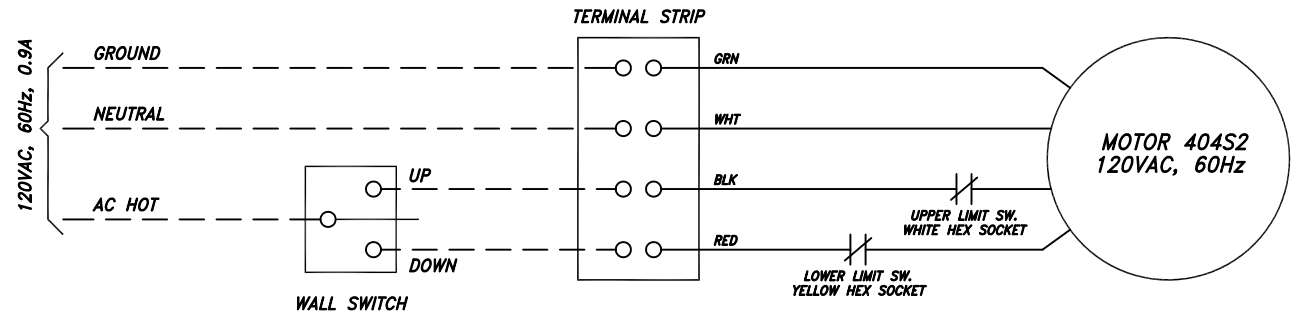 TERMINAL STRIP
120VAC, 60Hz, 0.9A
GROUND
GRN
NEUTRAL
WHT
MOTOR 404S2
120VAC, 60Hz
UP
BLK
AC HOT
UPPER LIMIT SW.
WHITE HEX SOCKET
RED
DOWN
LOWER LIMIT SW.
YELLOW HEX SOCKET
WALL SWITCH